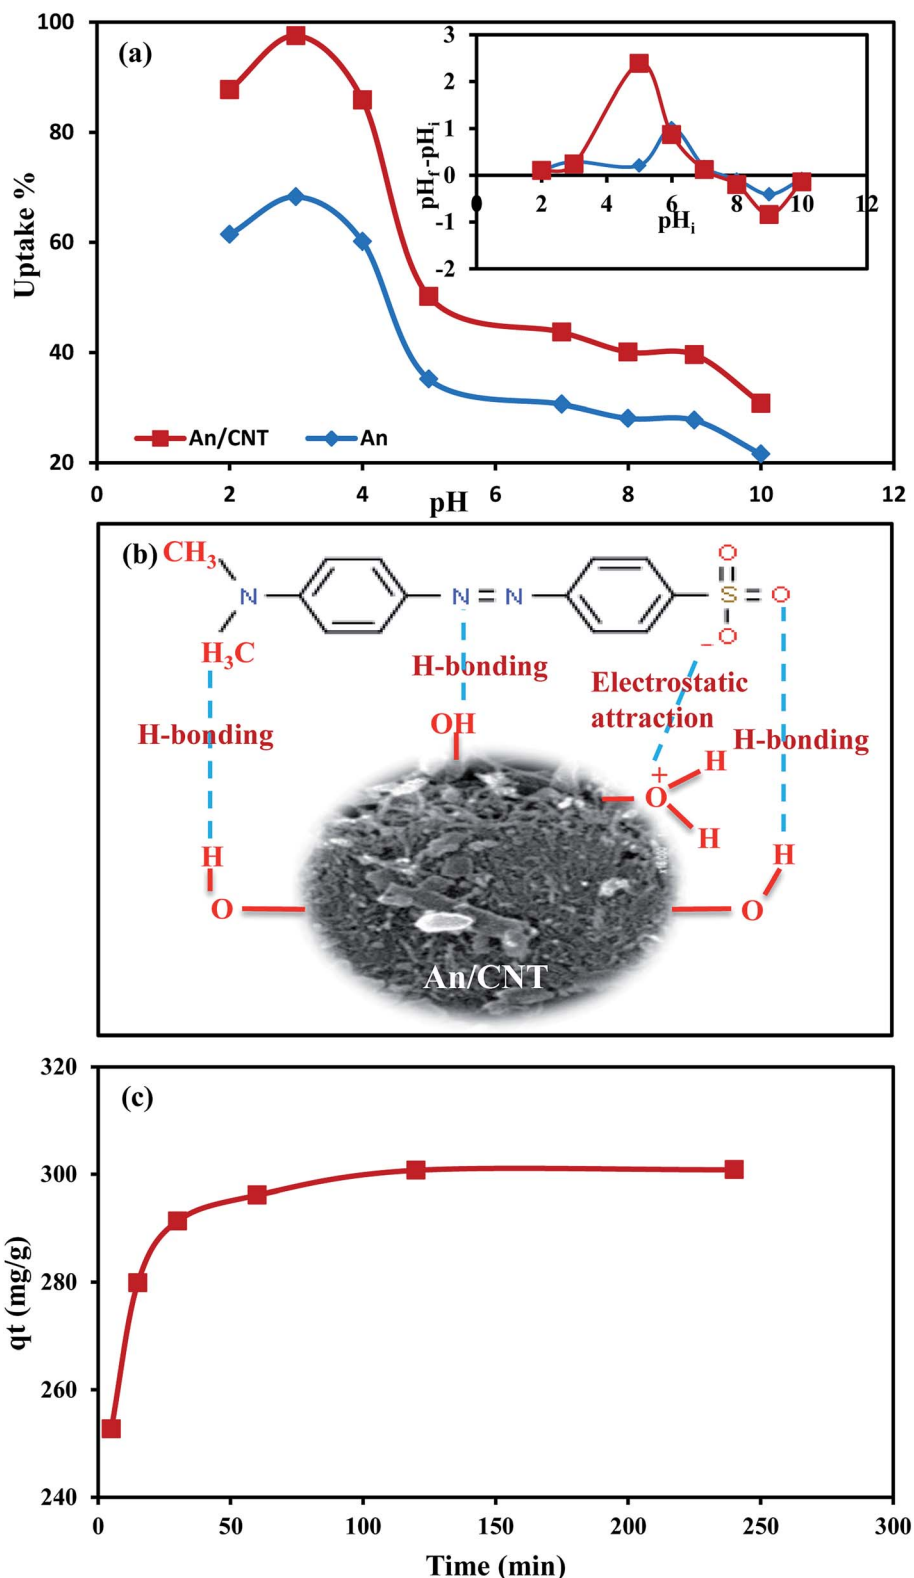 (a)
100
80
60
40
20
Uptake %
0
2
4
6
8
10
12
pH
An/CNT
An
3
2
1
0
-1
-2
pHf-pHi
0
2
4
6
8
10
12
pHi
(b)
CH3
N
N
N
S
O
O
O
−
H3C
H-bonding
Electrostatic
attraction
OH
H-bonding
H-bonding
H
+
O
H
H
H
O
O
An/CNT
(c)
320
300
280
260
240
qt (mg/g)
0
50
100
150
200
250
300
Time (min)